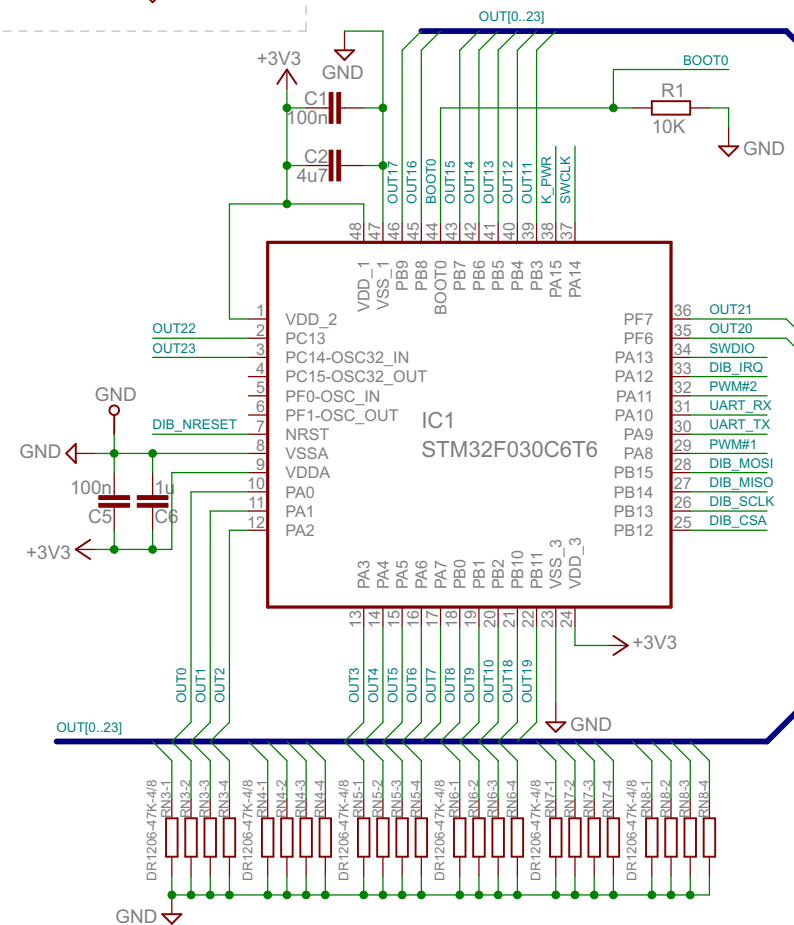 OUT[0..23]
+3V3
GND
BOOT0
C1
100n
R1
10K
GND
C2
4u7
OUT17
OUT16
BOOT0
OUT15
OUT14
OUT13
OUT12
OUT11
K_PWR
SWCLK
48
47
46
45
44
43
42
41
40
39
38
37
VDD_1
VSS_1
PB9
PB8
BOOT0
PB7
PB6
PB5
PB4
PB3
PA15
PA14
1 VDD_2
OUT22 2 PC13
OUT23 3 PC14-OSC32_IN
4 PC15-OSC32_OUT
5 PF0-OSC_IN
6 PF1-OSC_OUT
DIB_NRESET 7 NRST
8 VSSA
9 VDDA
10 PA0
11 PA1
12 PA2
PF7 36 OUT21
PF6 35 OUT20
PA13 34 SWDIO
PA12 33 DIB_IRQ
PA11 32 PWM#2
PA10 31 UART_RX
PA9 30 UART_TX
PA8 29 PWM#1
PB15 28 DIB_MOSI
PB14 27 DIB_MISO
PB13 26 DIB_SCLK
PB12 25 DIB_CSA
IC1
STM32F030C6T6
GND
GND
100n
C5
1u
C6
+3V3
PA3
PA4
PA5
PA6
PA7
PB0
PB1
PB2
PB10
PB11
VSS_3
VDD_3
13
14
15
16
17
18
19
20
21
22
23
24
+3V3
OUT0
OUT1
OUT2
OUT3
OUT4
OUT5
OUT6
OUT7
OUT8
OUT9
OUT10
OUT18
OUT19
GND
OUT[0..23]
DR1206-47K-4/8
RN3-1
RN3-2
RN3-3
RN3-4
DR1206-47K-4/8
RN4-1
RN4-2
RN4-3
RN4-4
DR1206-47K-4/8
RN5-1
RN5-2
RN5-3
RN5-4
DR1206-47K-4/8
RN6-1
RN6-2
RN6-3
RN6-4
DR1206-47K-4/8
RN7-1
RN7-2
RN7-3
RN7-4
DR1206-47K-4/8
RN8-1
RN8-2
RN8-3
RN8-4
GND